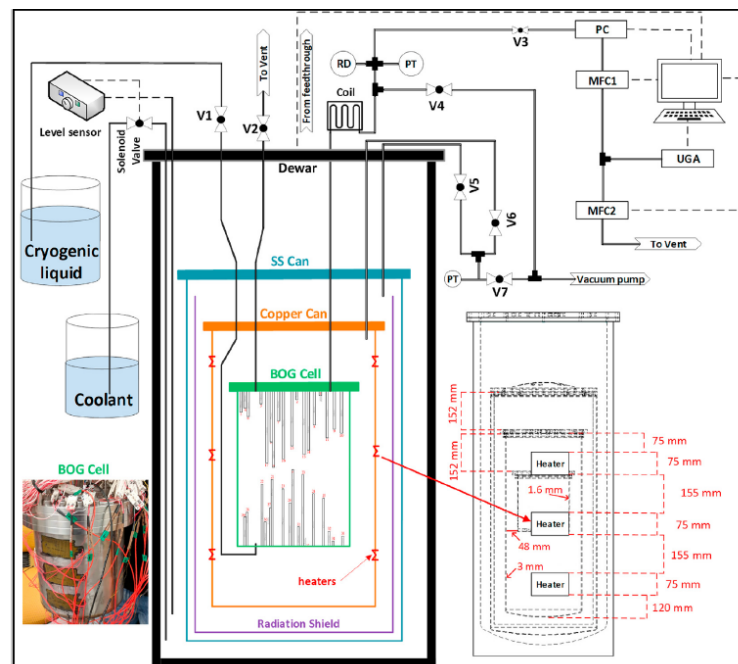 V3
PC
From feedthrough
To Vent
RD
PT
MFC1
Coil
V4
Level sensor
Solenoid
Valve
V1
V2
UGA
Dewar
V5
V6
MFC2
To Vent
Cryogenic
liquid
SS Can
PT
V7
Vacuum pump
Copper Can
BOG Cell
Coolant
BOG Cell
heaters
Radiation Shield
152 mm
152 mm
75 mm
Heater
75 mm
1.6 mm
155 mm
Heater
75 mm
48 mm
155 mm
3 mm
Heater
75 mm
120 mm